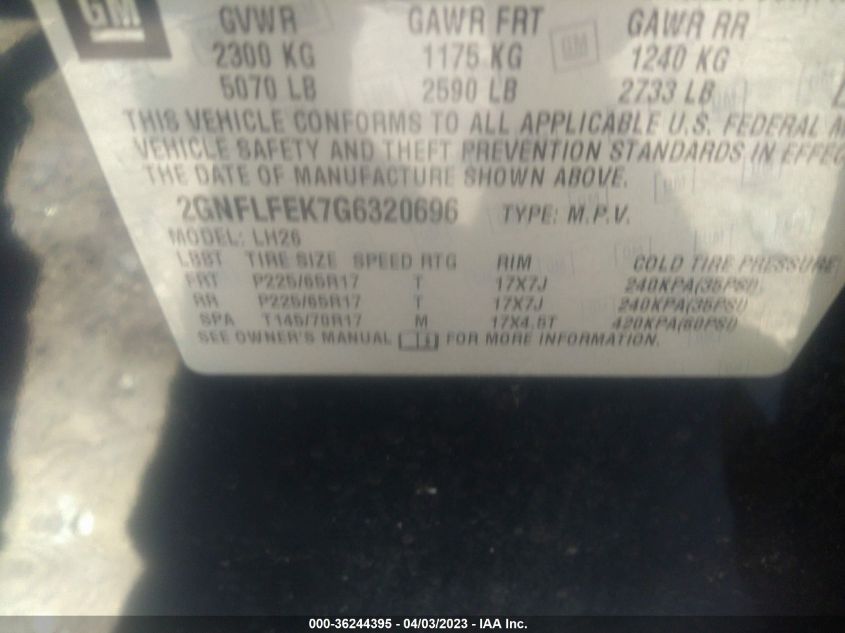 GM
GVWR GAWR FRT GM GAWR RR
2300 KG 1175 KG 1240 KG
5070 LB 2590 LB 2733 LB
THIS VEHICLE CONFORMS TO ALL APPLICABLE U.S. FEDERAL
VEHICLE SAFETY AND THEFT PREVENTION STANDARDS IN EFFEC
THE DATE OF MANUFACTURE SHOWN ABOVE.
2GNFLFEK7G6320696 TYPE: M.P.V.
MODEL: LH26
LBBT TIRE SIZE SPEED RTG RIM COLD TIRE PRESSURE
FRT P225/65R17 T 17X7J 240KPA(35PSI)
RR P225/65R17 T 17X7J 240KPA(35PSI)
SPA T145/70R17 M 17X4.5T 420KPA(60PSI)
SEE OWNER'S MANUAL FOR MORE INFORMATION.
000-36244395 - 04/03/2023 - IAA Inc.